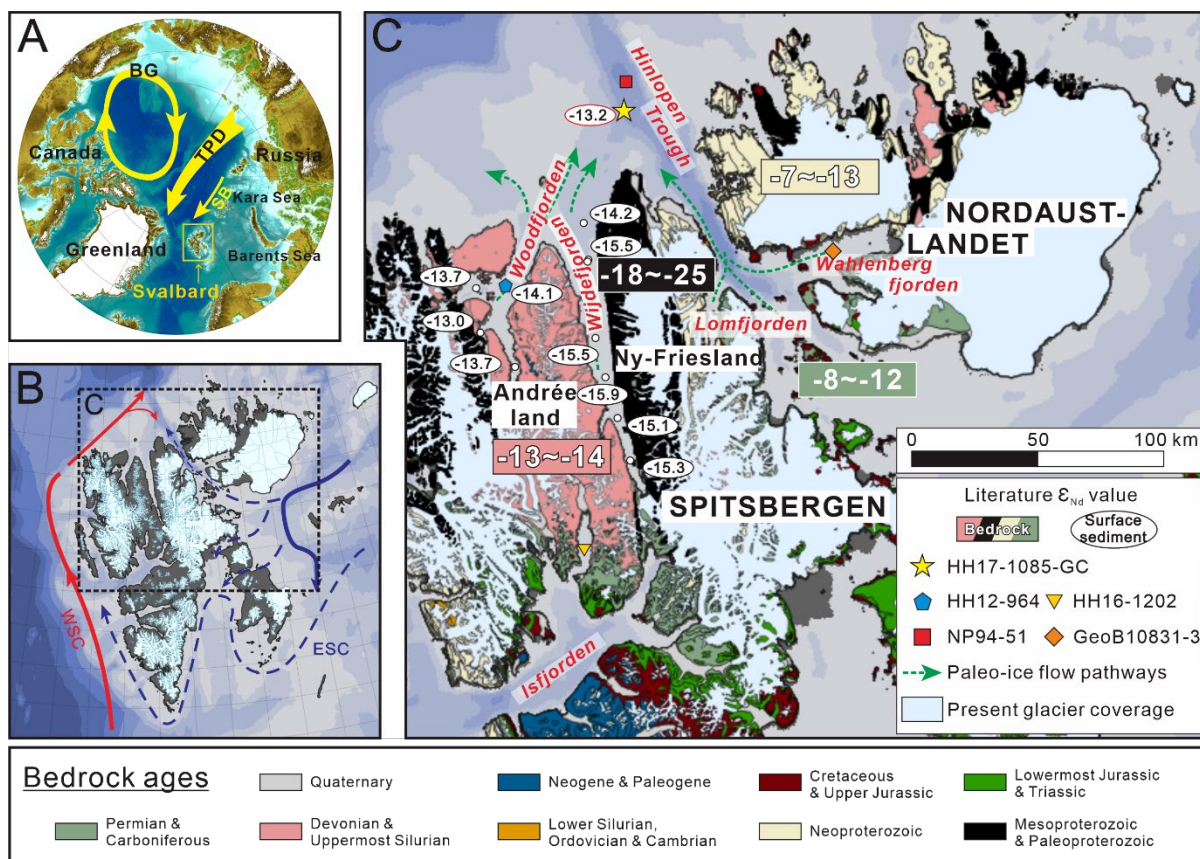 A
BG
Canada
TPD
Russia
SB
Kara Sea
Greenland
Barents Sea
Svalbard
B
C
WSC
ESC
C
Hinlopen
Trough
-13.2
-7~-13
NORDAUST-
LANDET
Woodfjorden
Wijdefjorden
-14.2
-15.5
-13.7
-14.1
-18~-25
Wahlenberg
fjorden
-13.0
Lomfjorden
-13.7
-15.5
Ny-Friesland
-8~-12
Andrée
land
-15.9
-15.1
-13~-14
-15.3
SPITSBERGEN
Isfjorden
0 50 100 km
Literature εNd value
Bedrock
Surface
sediment
HH17-1085-GC
HH12-964
HH16-1202
NP94-51
GeoB10831-3
Paleo-ice flow pathways
Present glacier coverage
Bedrock ages
Quaternary
Neogene & Paleogene
Cretaceous
& Upper Jurassic
Lowermost Jurassic
& Triassic
Permian &
Carboniferous
Devonian &
Uppermost Silurian
Lower Silurian,
Ordovician & Cambrian
Neoproterozoic
Mesoproterozoic
& Paleoproterozoic